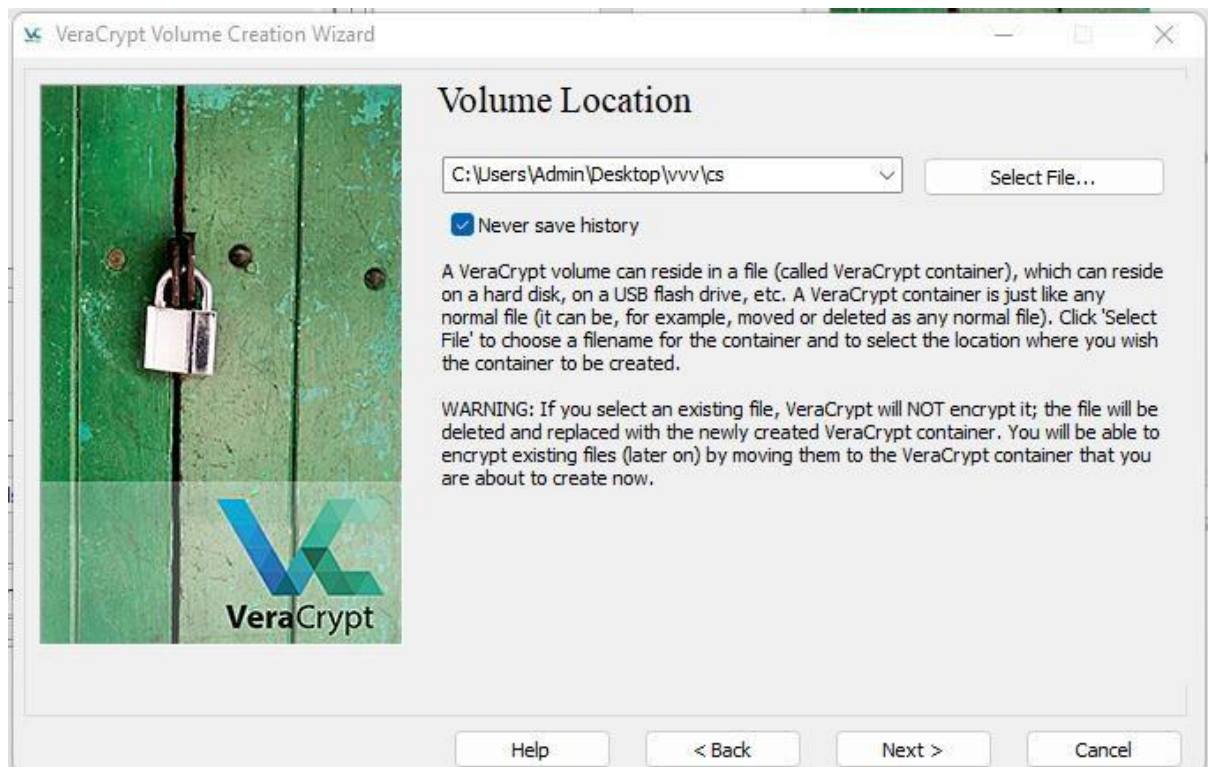 VeraCrypt Volume Creation Wizard
Volume Location
C:\Users\Admin\Desktop\vvv\cs
Select File...
Never save history
A VeraCrypt volume can reside in a file (called VeraCrypt container), which can reside
on a hard disk, on a USB flash drive, etc. A VeraCrypt container is just like any
normal file (it can be, for example, moved or deleted as any normal file). Click 'Select
File' to choose a filename for the container and to select the location where you wish
the container to be created.
WARNING: If you select an existing file, VeraCrypt will NOT encrypt it; the file will be
deleted and replaced with the newly created VeraCrypt container. You will be able to
encrypt existing files (later on) by moving them to the VeraCrypt container that you
are about to create now.
VeraCrypt
Help
< Back
Next >
Cancel